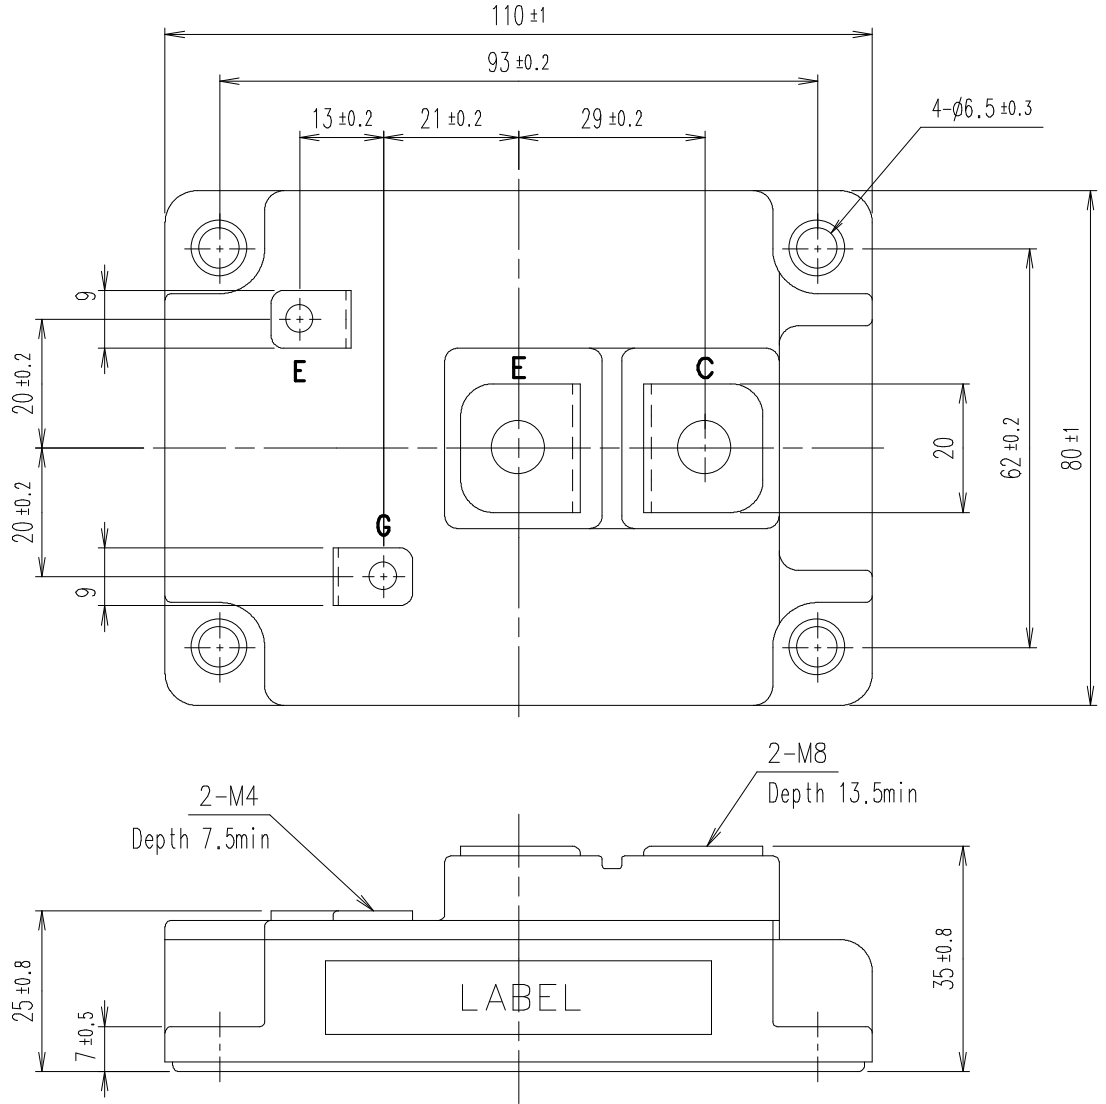 110 ±1
93 ±0.2
13 ±0.2
21 ±0.2
29 ±0.2
4-ø6.5 ±0.3
9
20 ±0.2
E
E
C
20
62 ±0.2
80 ±1
20 ±0.2
G
9
2-M8
Depth 13.5min
2-M4
Depth 7.5min
25 ±0.8
7 ±0.5
LABEL
35 ±0.8